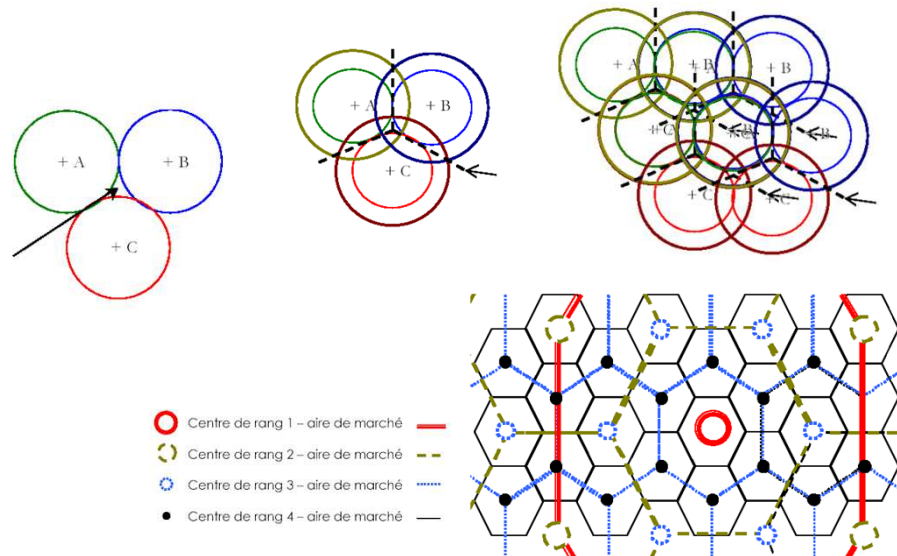 + A
+ B
+ C
+ A
+ B
+ C
+ A
+ B
+ B
Centre de rang 1 – aire de marché
Centre de rang 2 – aire de marché
Centre de rang 3 – aire de marché
Centre de rang 4 – aire de marché